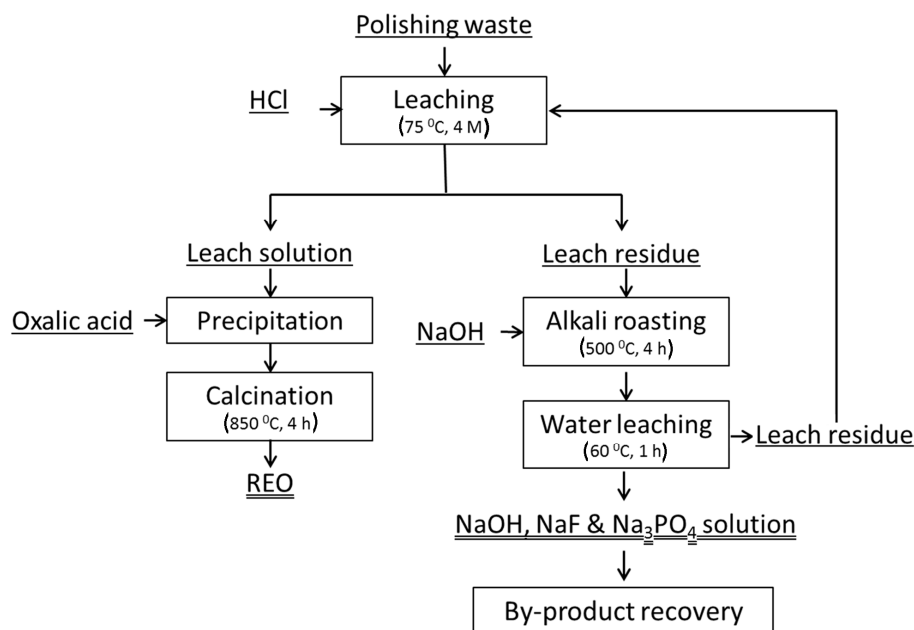 Polishing waste
HCl
Leaching
(75 ⁰C, 4 M)
Leach solution
Leach residue
Oxalic acid
Precipitation
NaOH
Alkali roasting
(500 ⁰C, 4 h)
Calcination
(850 ⁰C, 4 h)
Water leaching
(60 ⁰C, 1 h)
Leach residue
REO
NaOH, NaF & Na₃PO₄ solution
By-product recovery